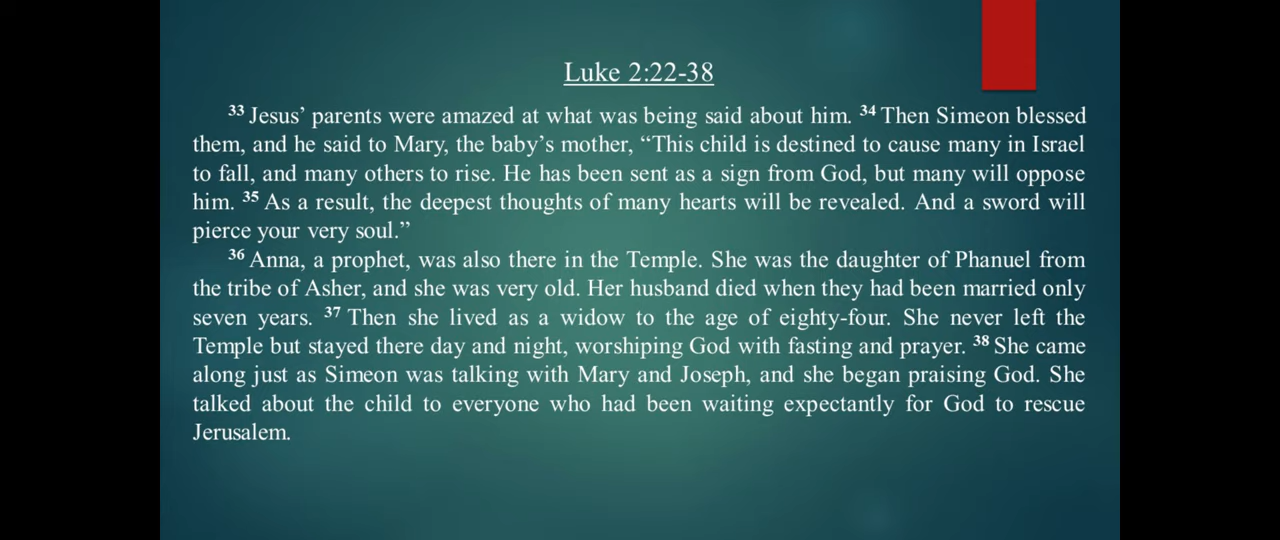 Luke 2:22-38
33 Jesus’ parents were amazed at what was being said about him. 34 Then Simeon blessed
them, and he said to Mary, the baby’s mother, “This child is destined to cause many in Israel
to fall, and many others to rise. He has been sent as a sign from God, but many will oppose
him. 35 As a result, the deepest thoughts of many hearts will be revealed. And a sword will
pierce your very soul.”
36 Anna, a prophet, was also there in the Temple. She was the daughter of Phanuel from
the tribe of Asher, and she was very old. Her husband died when they had been married only
seven years. 37 Then she lived as a widow to the age of eighty-four. She never left the
Temple but stayed there day and night, worshiping God with fasting and prayer. 38 She came
along just as Simeon was talking with Mary and Joseph, and she began praising God. She
talked about the child to everyone who had been waiting expectantly for God to rescue
Jerusalem.